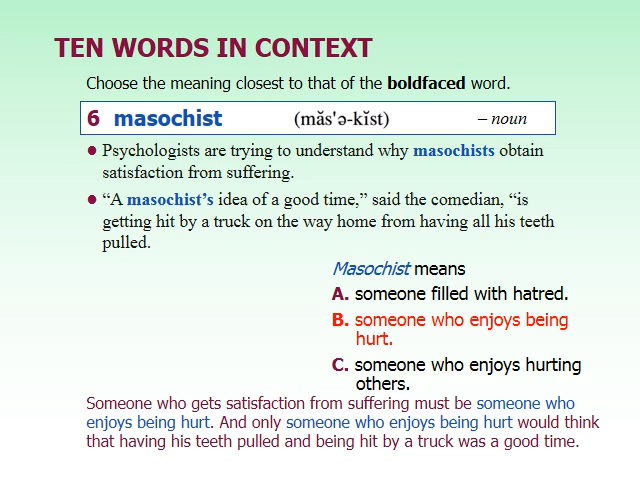 TEN WORDS IN CONTEXT
Choose the meaning closest to that of the boldfaced word.
6 masochist (măs'ə-kĭst) – noun
● Psychologists are trying to understand why masochists obtain
satisfaction from suffering.
● “A masochist’s idea of a good time,” said the comedian, “is
getting hit by a truck on the way home from having all his teeth
pulled.
Masochist means
A. someone filled with hatred.
B. someone who enjoys being
hurt.
C. someone who enjoys hurting
others.
Someone who gets satisfaction from suffering must be someone who
enjoys being hurt. And only someone who enjoys being hurt would think
that having his teeth pulled and being hit by a truck was a good time.